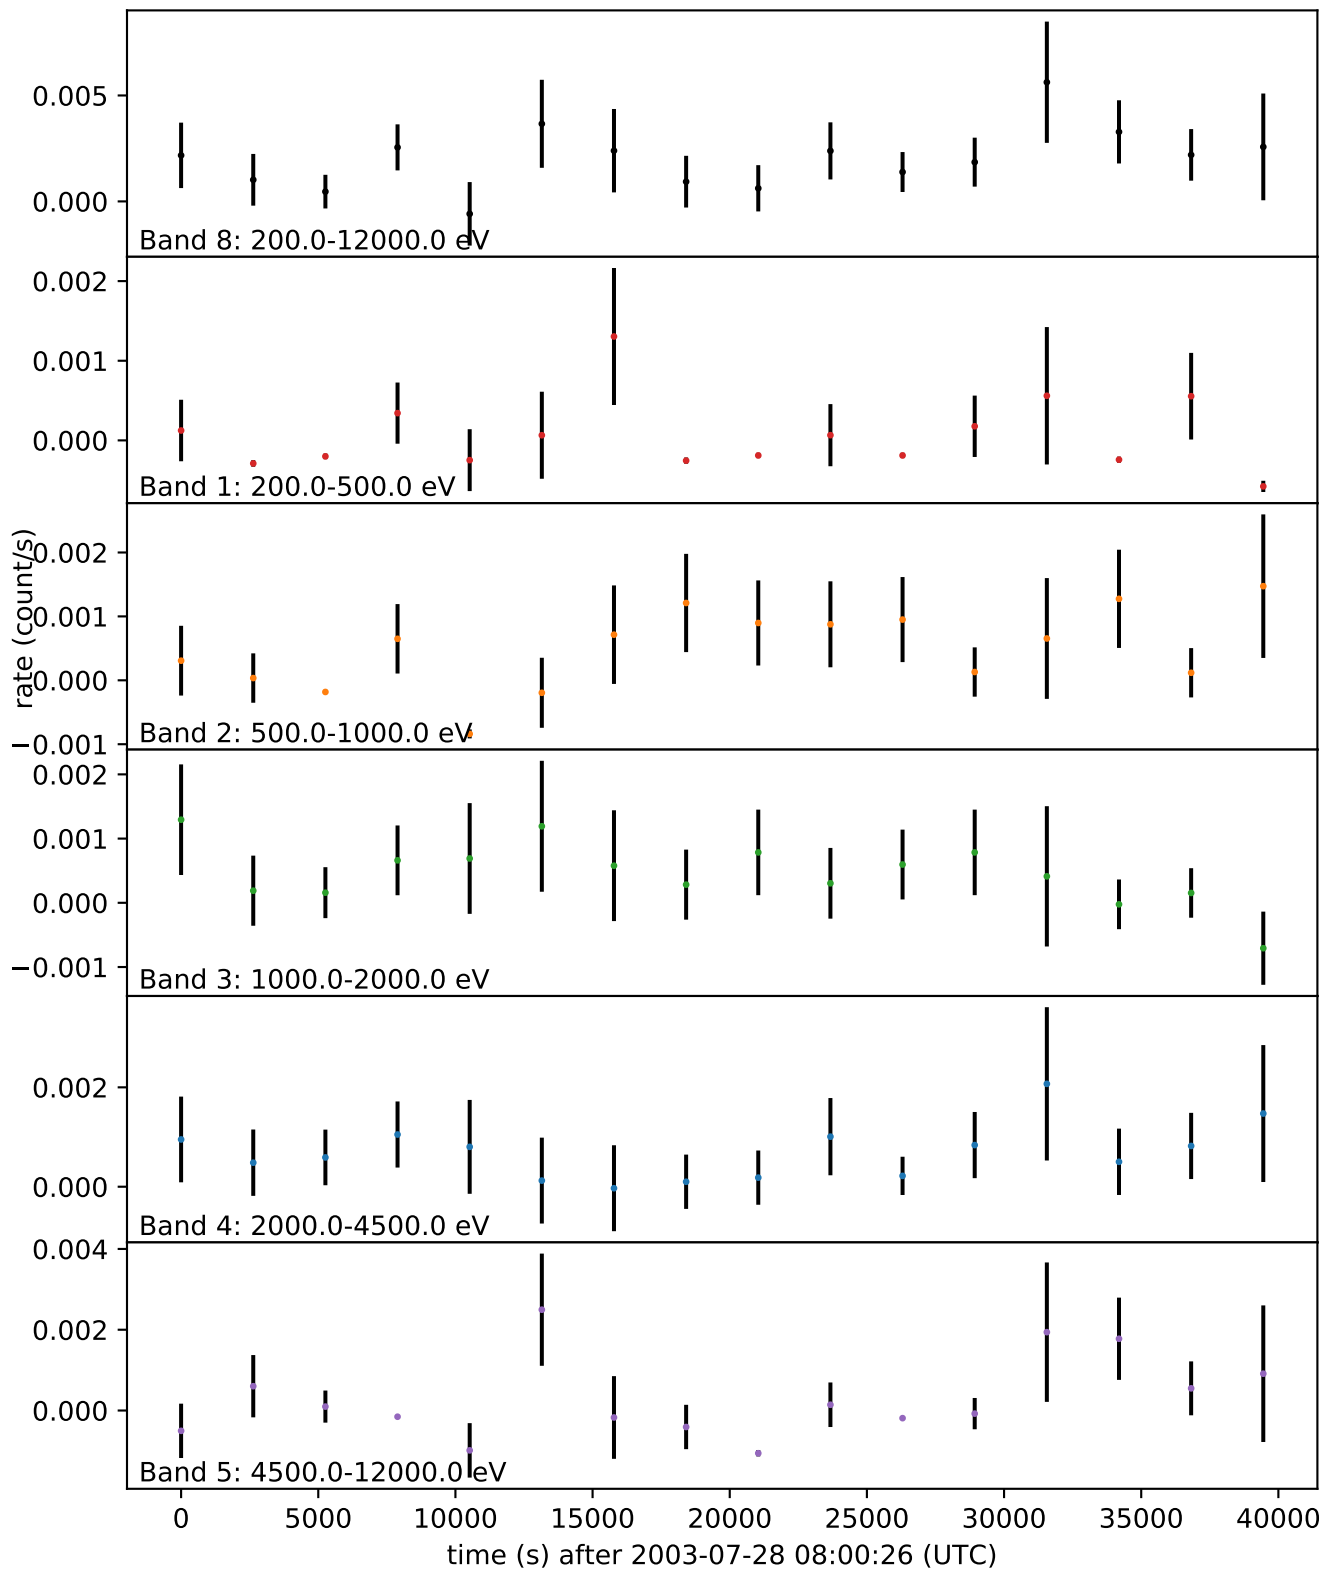 0.005
0.000
Band 8: 200.0-12000.0 eV
0.002
0.001
0.000
Band 1: 200.0-500.0 eV
rate (count/s)
0.002
0.001
0.000
−0.001
Band 2: 500.0-1000.0 eV
0.002
0.001
0.000
−0.001
Band 3: 1000.0-2000.0 eV
0.002
0.000
Band 4: 2000.0-4500.0 eV
0.004
0.002
0.000
Band 5: 4500.0-12000.0 eV
0 5000 10000 15000 20000 25000 30000 35000 40000
time (s) after 2003-07-28 08:00:26 (UTC)